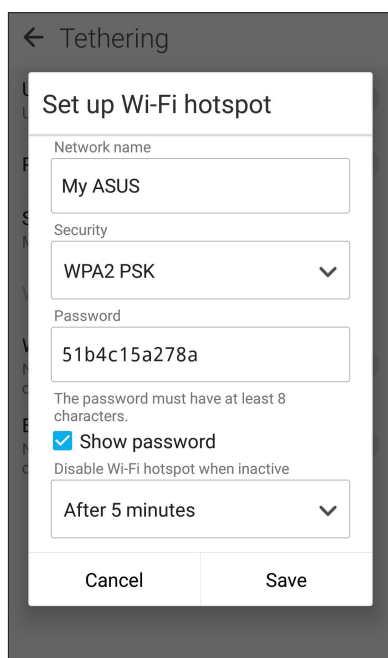 Tethering
Set up Wi-Fi hotspot
Network name
My ASUS
Security
WPA2 PSK
Password
51b4c15a278a
The password must have at least 8
characters.
Show password
Disable Wi-Fi hotspot when inactive
After 5 minutes
Cancel
Save